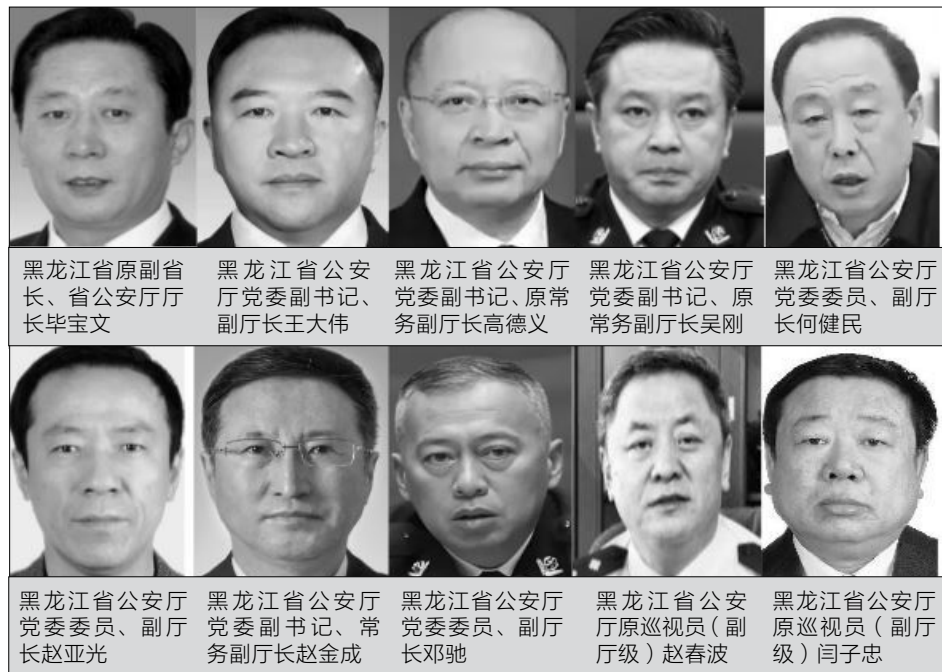 黑龙江省原副省
长、省公安厅厅
长毕宝文
黑龙江省公安
厅党委副书记、
副厅长王大伟
黑龙江省公安厅
党委副书记、原常
务副厅长高德义
黑龙江省公安厅
党委副书记、原
常务副厅长吴刚
黑龙江省公安厅
党委委员、副厅
长何健民
黑龙江省公安厅
党委委员、副厅
长赵亚光
黑龙江省公安厅
党委副书记、常
务副厅长赵金成
黑龙江省公安厅
党委委员、副厅
长邓驰
黑龙江省公安
厅原巡视员（副
厅级）赵春波
黑龙江省公安厅
原巡视员（副厅
级）闫子忠